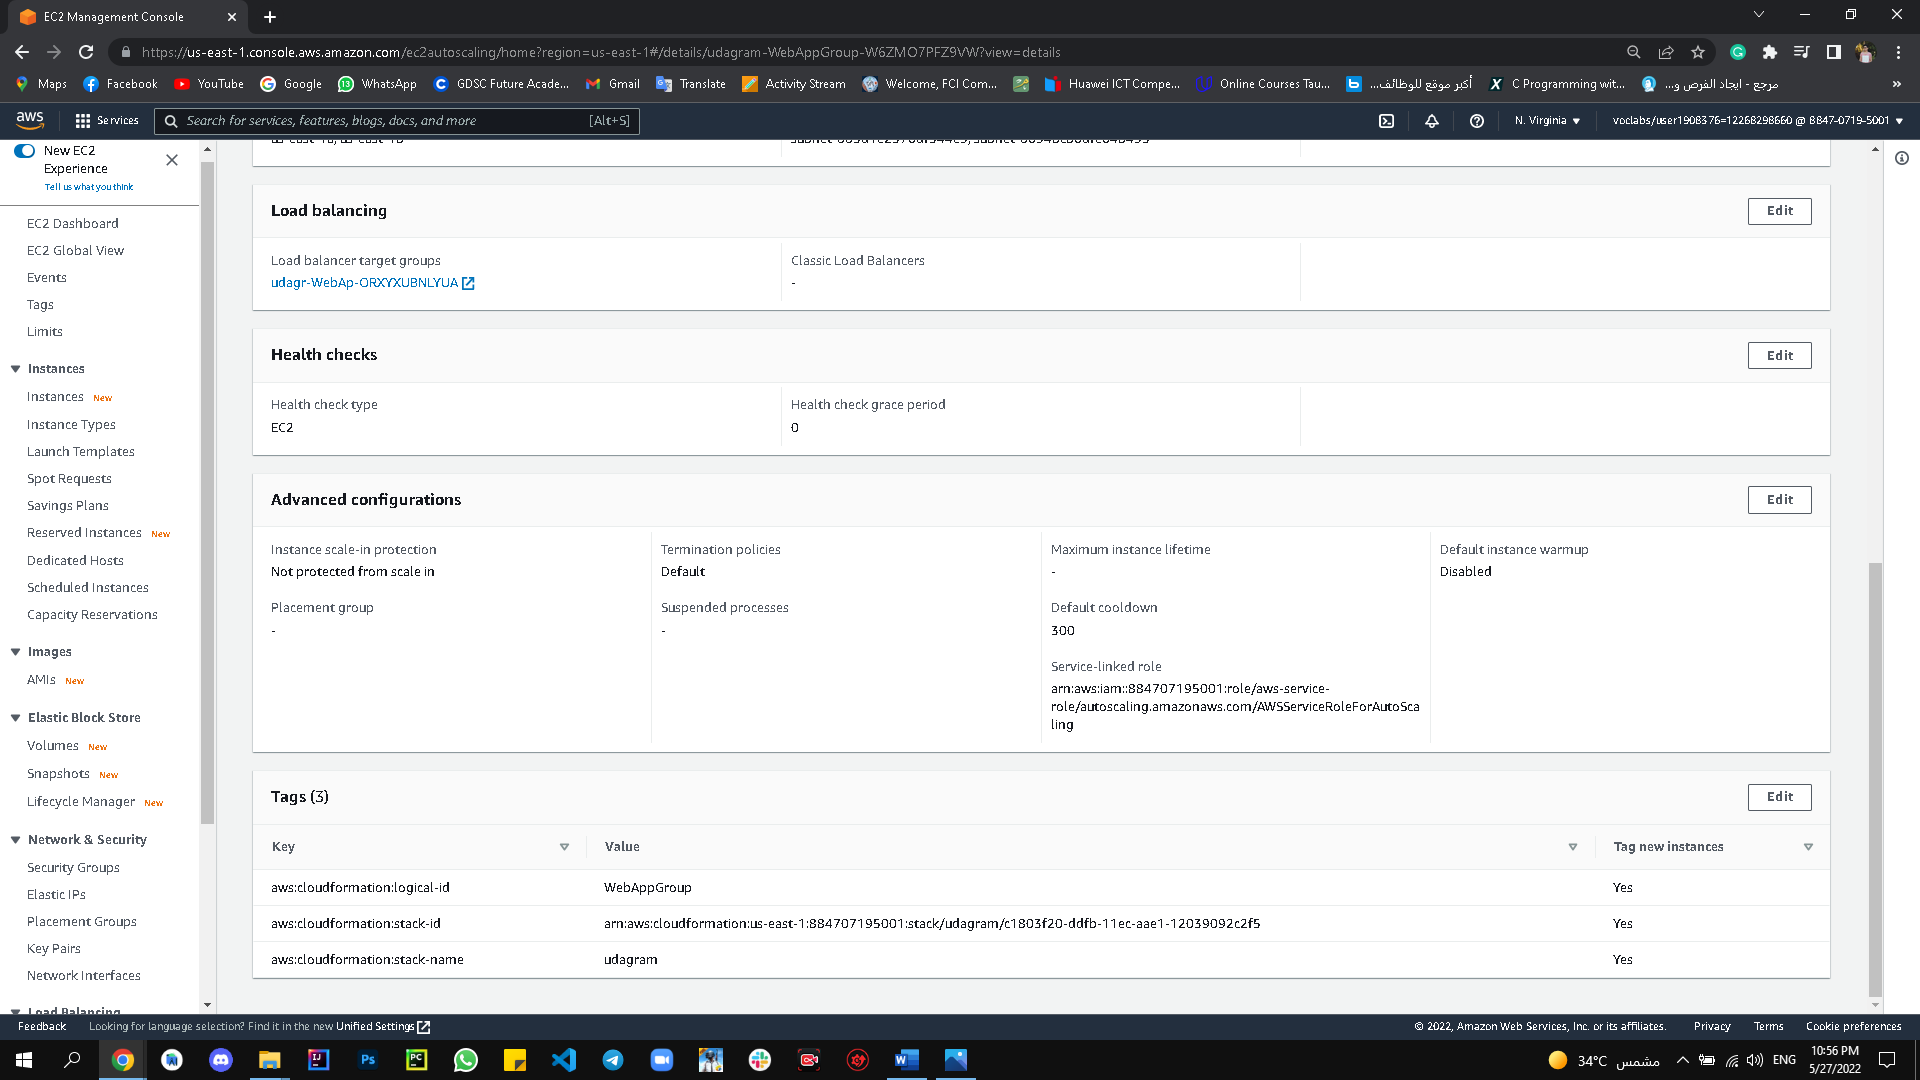 EC2 Management Console
https://us-east-1.console.aws.amazon.com/ec2autoscaling/home?region=us-east-1#/details/udagram-WebAppGroup-W6ZMO7PFZ9VW?view=details
Maps Facebook YouTube Google WhatsApp GDSC Future Acade... Gmail Translate Activity Stream Welcome, FCI Com... Huawei ICT Compe... Online Courses Tau... أكبر موقع للوظائف... C Programming wit... مرجع - ايجاد الفرص و... »
aws Services Search for services, features, blogs, docs, and more [Alt+S] N. Virginia voclabs/user1908376=12268298660 @ 8847-0719-5001
New EC2
Experience
Tell us what you think
EC2 Dashboard
EC2 Global View
Events
Tags
Limits
Instances
Instances New
Instance Types
Launch Templates
Spot Requests
Savings Plans
Reserved Instances New
Dedicated Hosts
Scheduled Instances
Capacity Reservations
Images
AMIs New
Elastic Block Store
Volumes New
Snapshots New
Lifecycle Manager New
Network & Security
Security Groups
Elastic IPs
Placement Groups
Key Pairs
Network Interfaces
Load Balancing
Load balancing Edit
Load balancer target groups Classic Load Balancers
udagr-WebAp-ORXYXUBNLYUA -
Health checks Edit
Health check type Health check grace period
EC2 0
Advanced configurations Edit
Instance scale-in protection Termination policies Maximum instance lifetime Default instance warmup
Not protected from scale in Default - Disabled
Placement group Suspended processes Default cooldown
- - 300
Service-linked role
arn:aws:iam::884707195001:role/aws-service-
role/autoscaling.amazonaws.com/AWSServiceRoleForAutoSca
ling
Tags (3) Edit
Key Value Tag new instances
aws:cloudformation:logical-id WebAppGroup Yes
aws:cloudformation:stack-id arn:aws:cloudformation:us-east-1:884707195001:stack/udagram/c1803f20-ddfb-11ec-aae1-12039092c2f5 Yes
aws:cloudformation:stack-name udagram Yes
Feedback Looking for language selection? Find it in the new Unified Settings © 2022, Amazon Web Services, Inc. or its affiliates. Privacy Terms Cookie preferences
34°C مشمس ENG 10:56 PM
5/27/2022